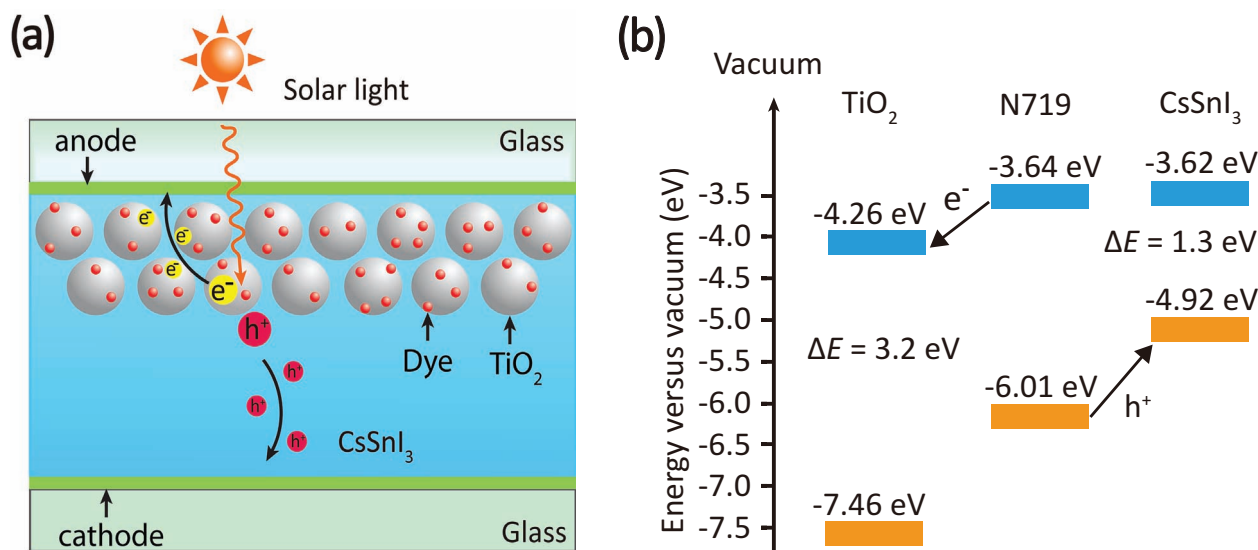 (a)
Solar light
Glass
anode
e⁻
e⁻
e⁻
e⁻
h⁺
h⁺
h⁺
h⁺
Dye
TiO₂
CsSnI₃
cathode
Glass
(b)
Vacuum
TiO₂
N719
CsSnI₃
Energy versus vacuum (eV)
-3.5
-4.0
-4.5
-5.0
-5.5
-6.0
-6.5
-7.0
-7.5
-3.64 eV
-3.62 eV
e⁻
-4.26 eV
ΔE = 1.3 eV
-4.92 eV
ΔE = 3.2 eV
-6.01 eV
h⁺
-7.46 eV